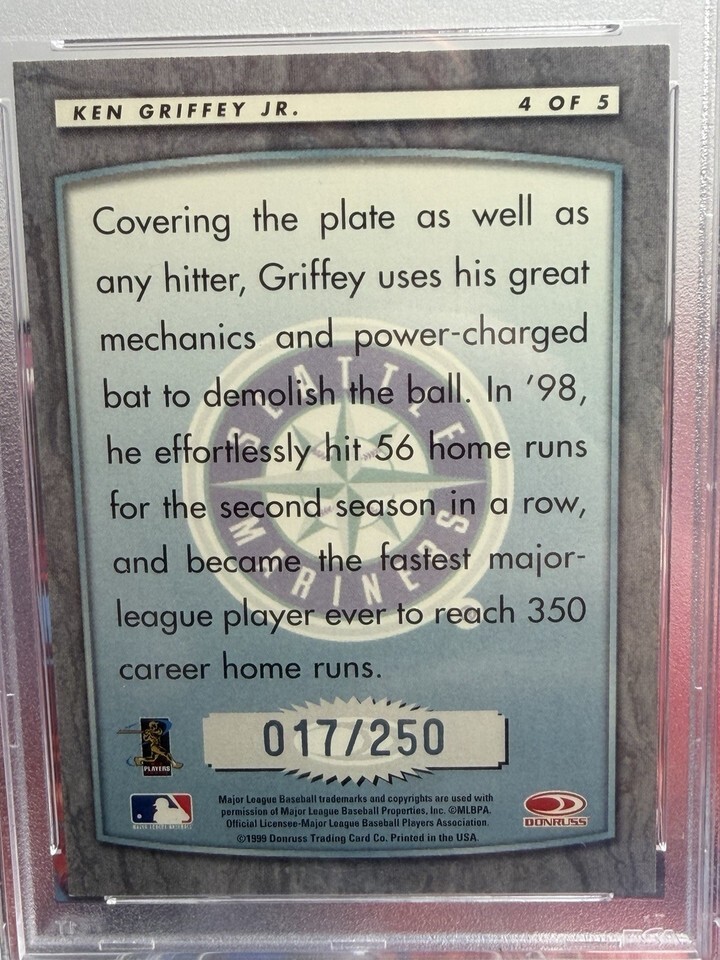 KEN GRIFFEY JR. 4 OF 5
Covering the plate as well as
any hitter, Griffey uses his great
mechanics and power-charged
bat to demolish the ball. In '98,
he effortlessly hit 56 home runs
for the second season in a row,
and became the fastest major-
league player ever to reach 350
career home runs.
SEATTLE
MARINERS
017/250
PLAYERS
Major League Baseball trademarks and copyrights are used with
permission of Major League Baseball Properties, Inc. ©MLBPA.
Official Licensee-Major League Baseball Players Association.
©1999 Donruss Trading Card Co. Printed in the USA.
MAJOR LEAGUE BASEBALL
DONRUSS